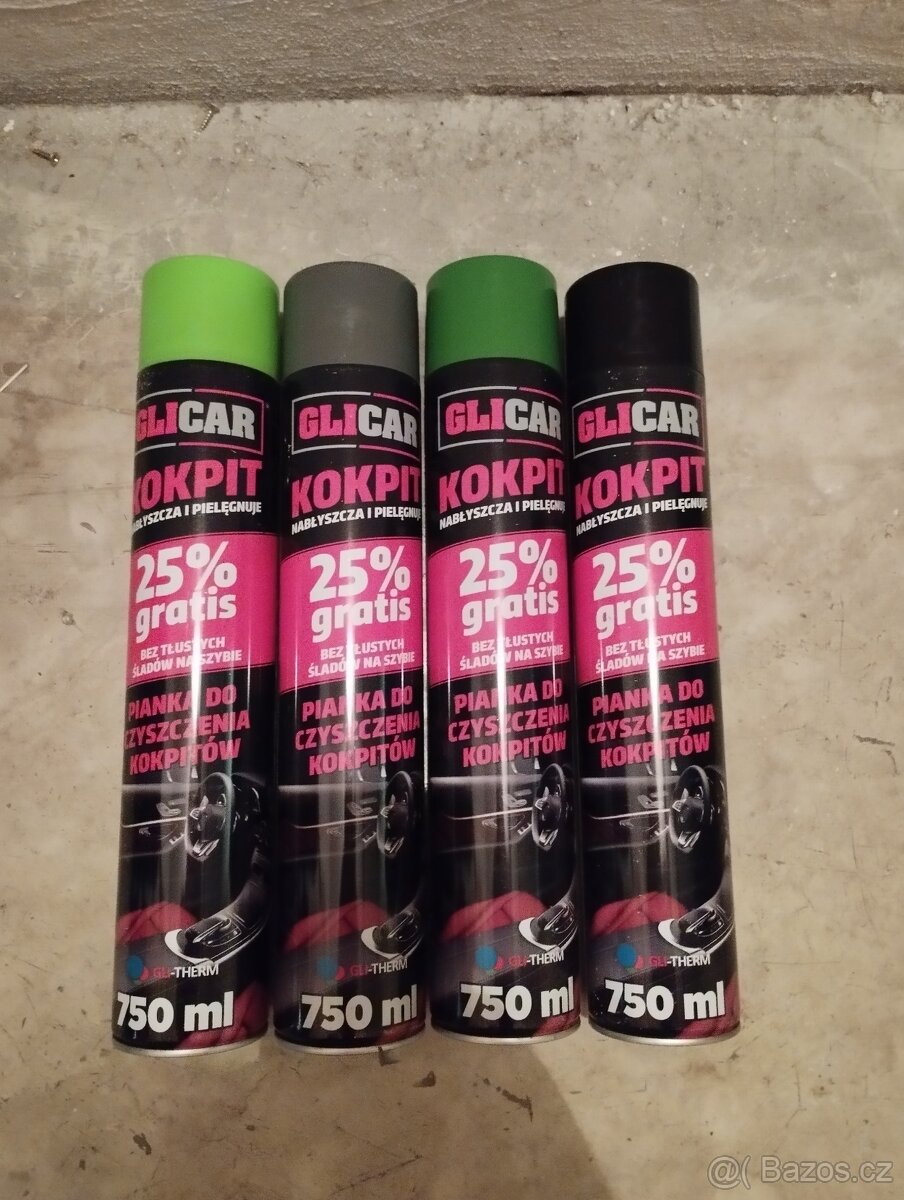 GLICAR
KOKPIT
NABŁYSZCZA I PIELĘGNUJE
25%
gratis
BEZ TŁUSTYCH
ŚLADÓW NA SZYBIE
PIANKA DO
CZYSZCZENIA
KOKPITÓW
GLI-THERM
750 ml
GLICAR
KOKPIT
NABŁYSZCZA I PIELĘGNUJE
25%
gratis
BEZ TŁUSTYCH
ŚLADÓW NA SZYBIE
PIANKA DO
CZYSZCZENIA
KOKPITÓW
GLI-THERM
750 ml
GLICAR
KOKPIT
NABŁYSZCZA I PIELĘGNUJE
25%
gratis
BEZ TŁUSTYCH
ŚLADÓW NA SZYBIE
PIANKA DO
CZYSZCZENIA
KOKPITÓW
GLI-THERM
750 ml
GLICAR
KOKPIT
NABŁYSZCZA I PIELĘGNUJE
25%
gratis
BEZ TŁUSTYCH
ŚLADÓW NA SZYBIE
PIANKA DO
CZYSZCZENIA
KOKPITÓW
GLI-THERM
750 ml
@( Bazos.cz